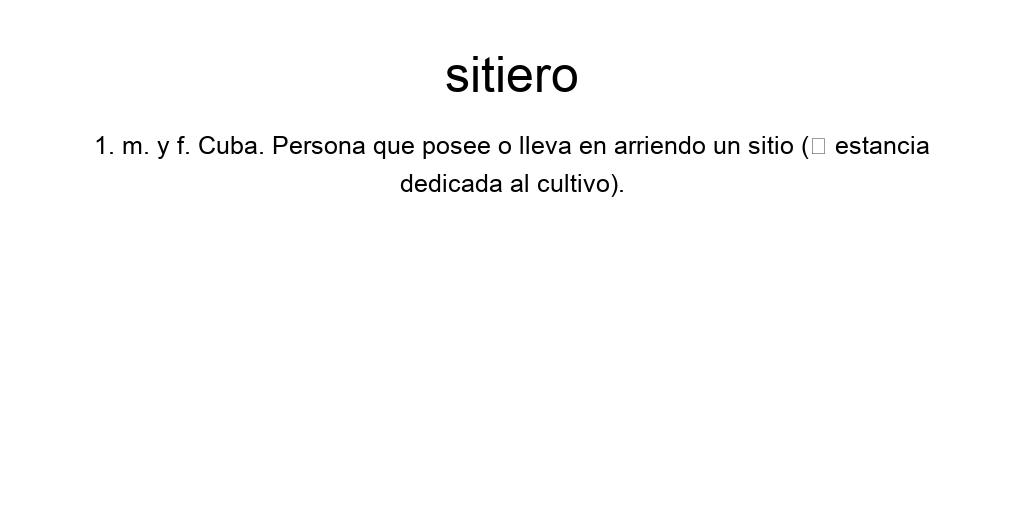 sitiero
1. m. y f. Cuba. Persona que posee o lleva en arriendo un sitio (□ estancia
dedicada al cultivo).